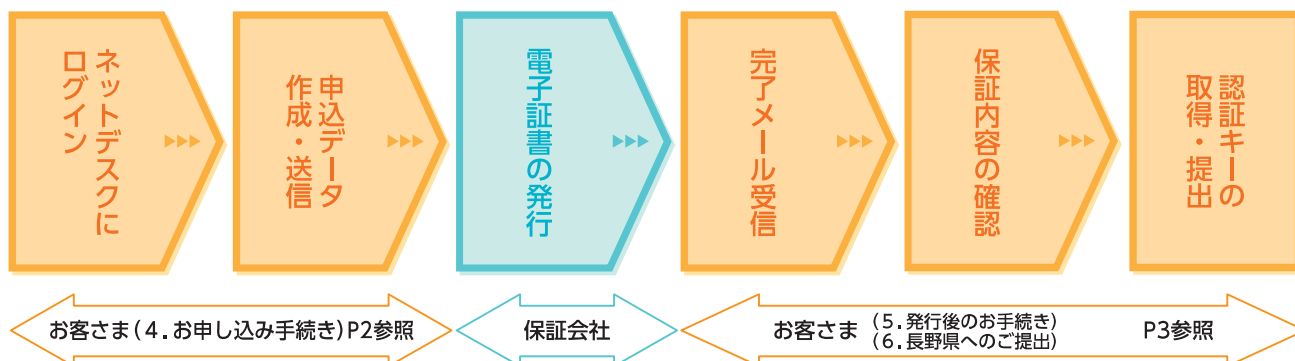 ネットデスクに
ログイン
申込データ
作成・送信
電子証書の発行
完了メール受信
保証内容の確認
認証キーの
取得・提出
お客さま(4.お申し込み手続き)P2参照
保証会社
お客さま
(5.発行後のお手続き)
(6.長野県へのご提出)
P3参照